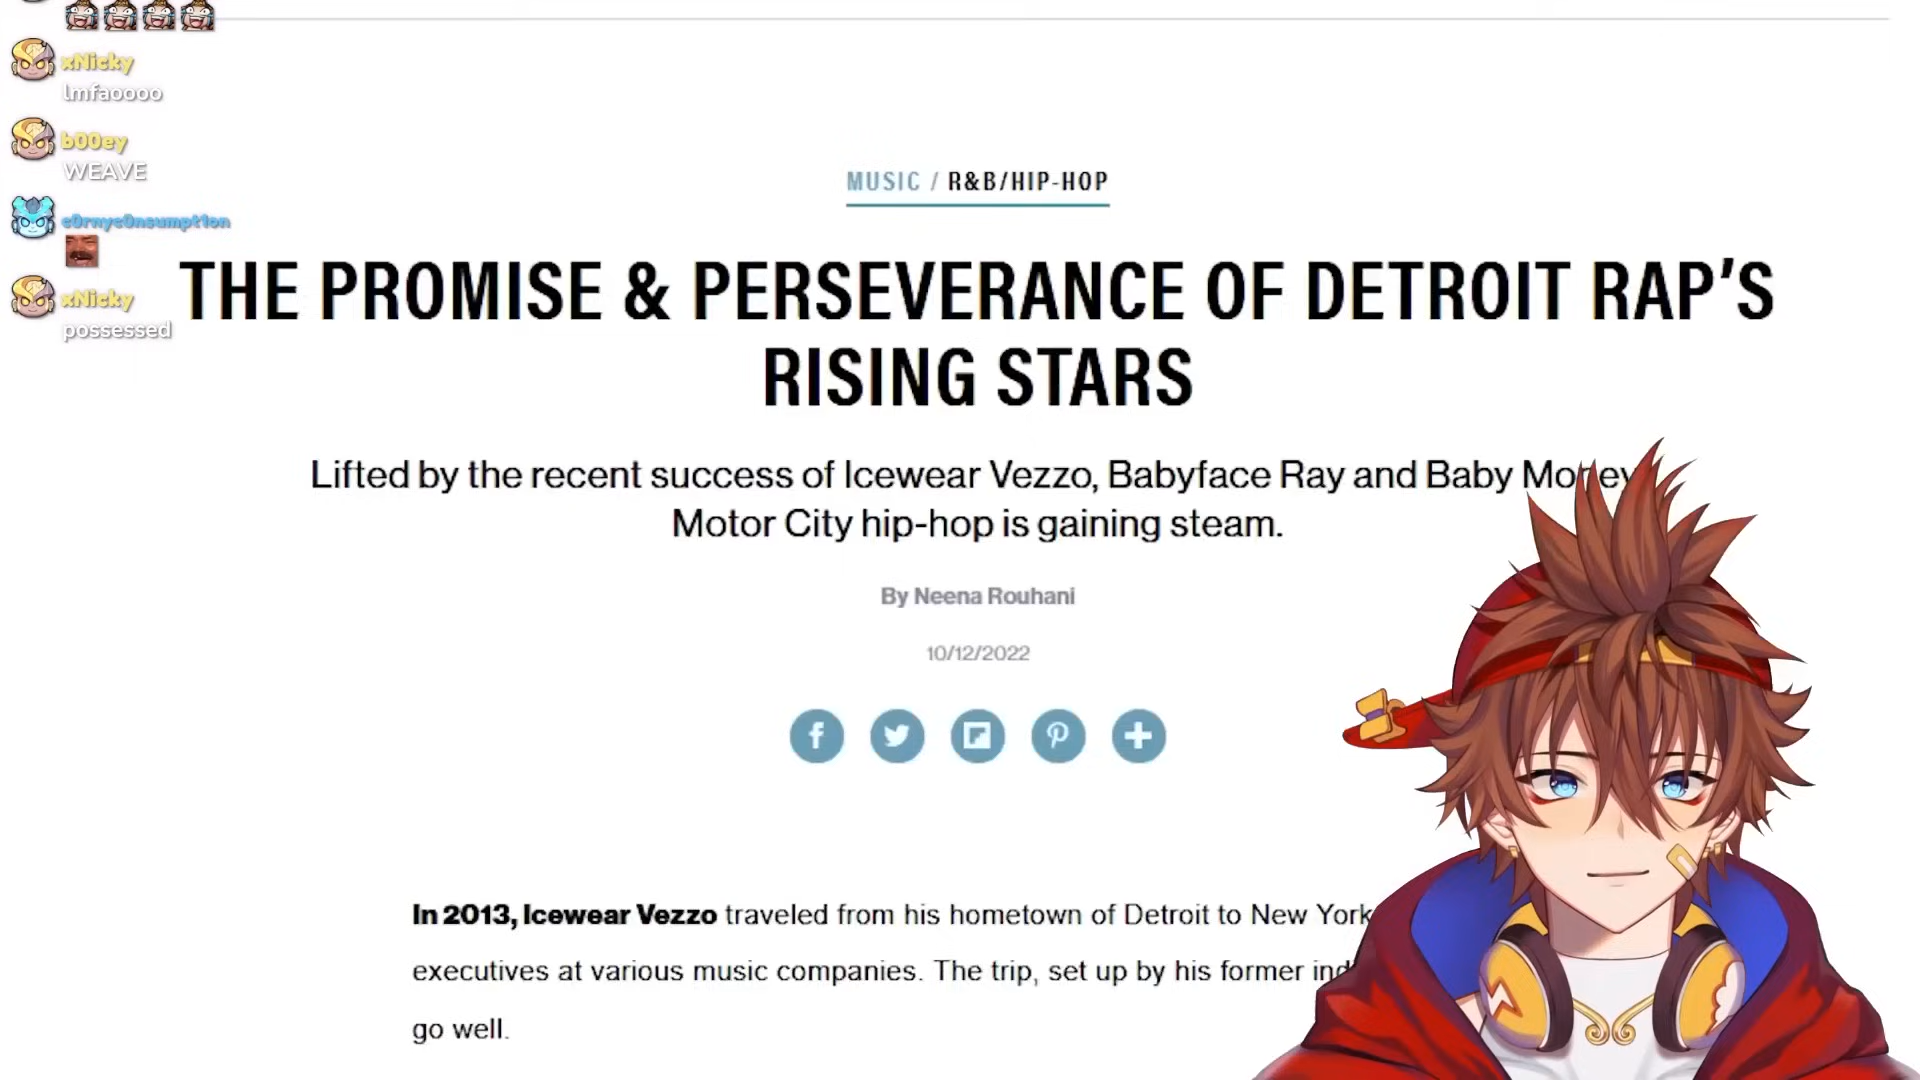 xNicky
lmfaoooo
b00ey
WEAVE
c0rnyc0nsumpt1on
xNicky
possessed
MUSIC / R&B/HIP-HOP
THE PROMISE & PERSEVERANCE OF DETROIT RAP’S
RISING STARS
Lifted by the recent success of Icewear Vezzo, Babyface Ray and Baby Money
Motor City hip-hop is gaining steam.
By Neena Rouhani
10/12/2022
In 2013, Icewear Vezzo traveled from his hometown of Detroit to New York
executives at various music companies. The trip, set up by his former
go well.